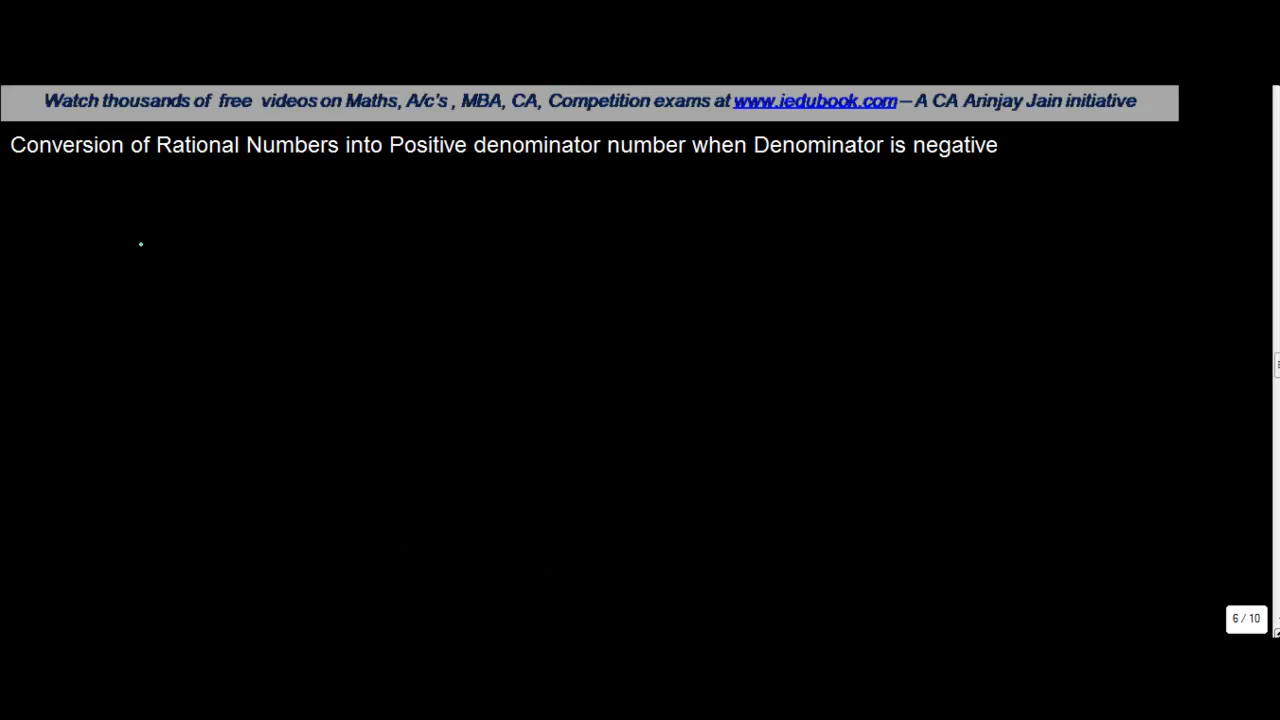 Watch thousands of free videos on Maths, A/c's , MBA, CA, Competition exams at www.iedubook.com – A CA Arinjay Jain initiative
Conversion of Rational Numbers into Positive denominator number when Denominator is negative
6 / 10